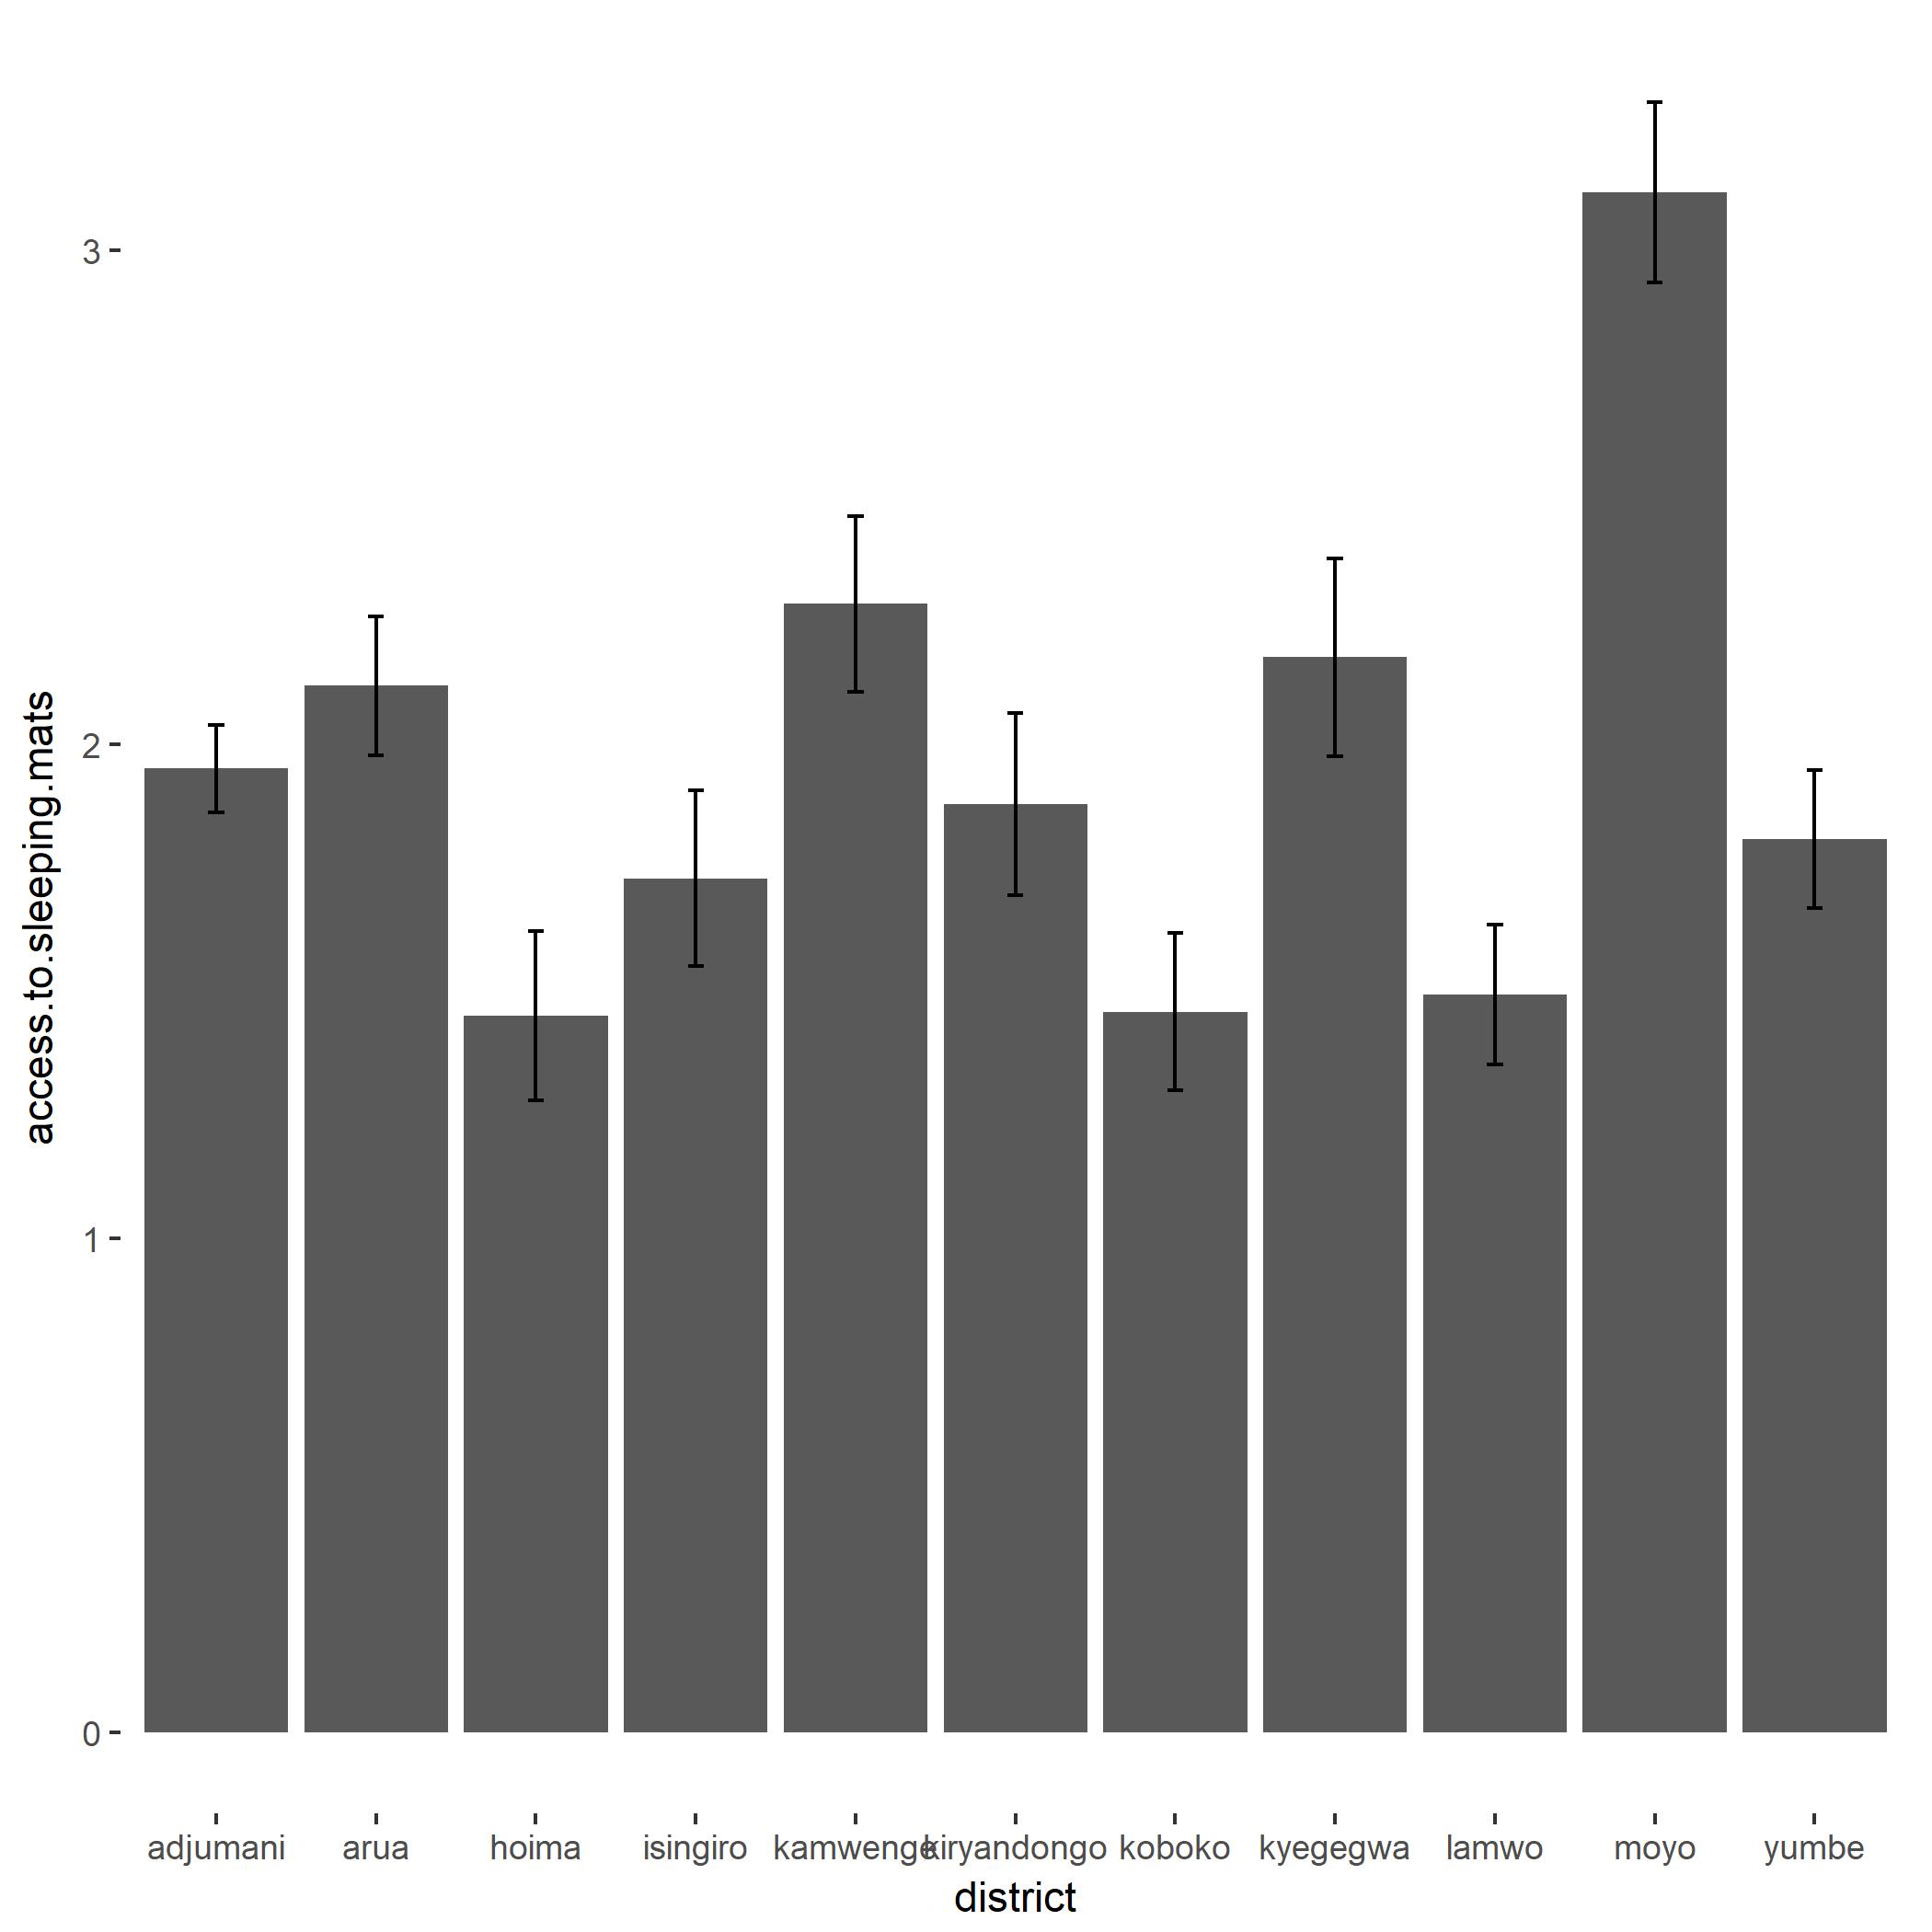 access.to.sleeping.mats
3
2
1
0
adjumani arua hoima isingiro kamwenge kiryandongo koboko kyegegwa lamwo moyo yumbe
district